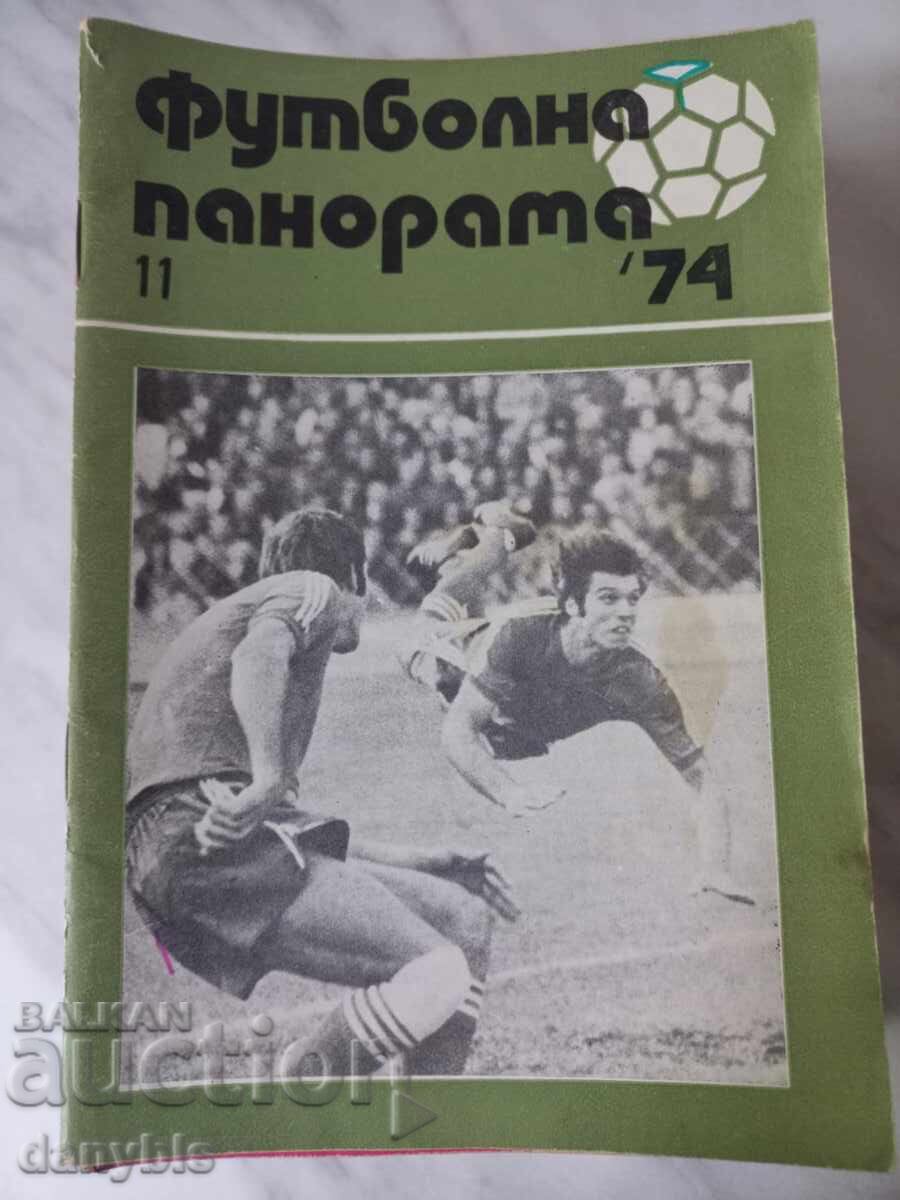 футболна
панорама
11 '74
BALKAN
auction
danybls